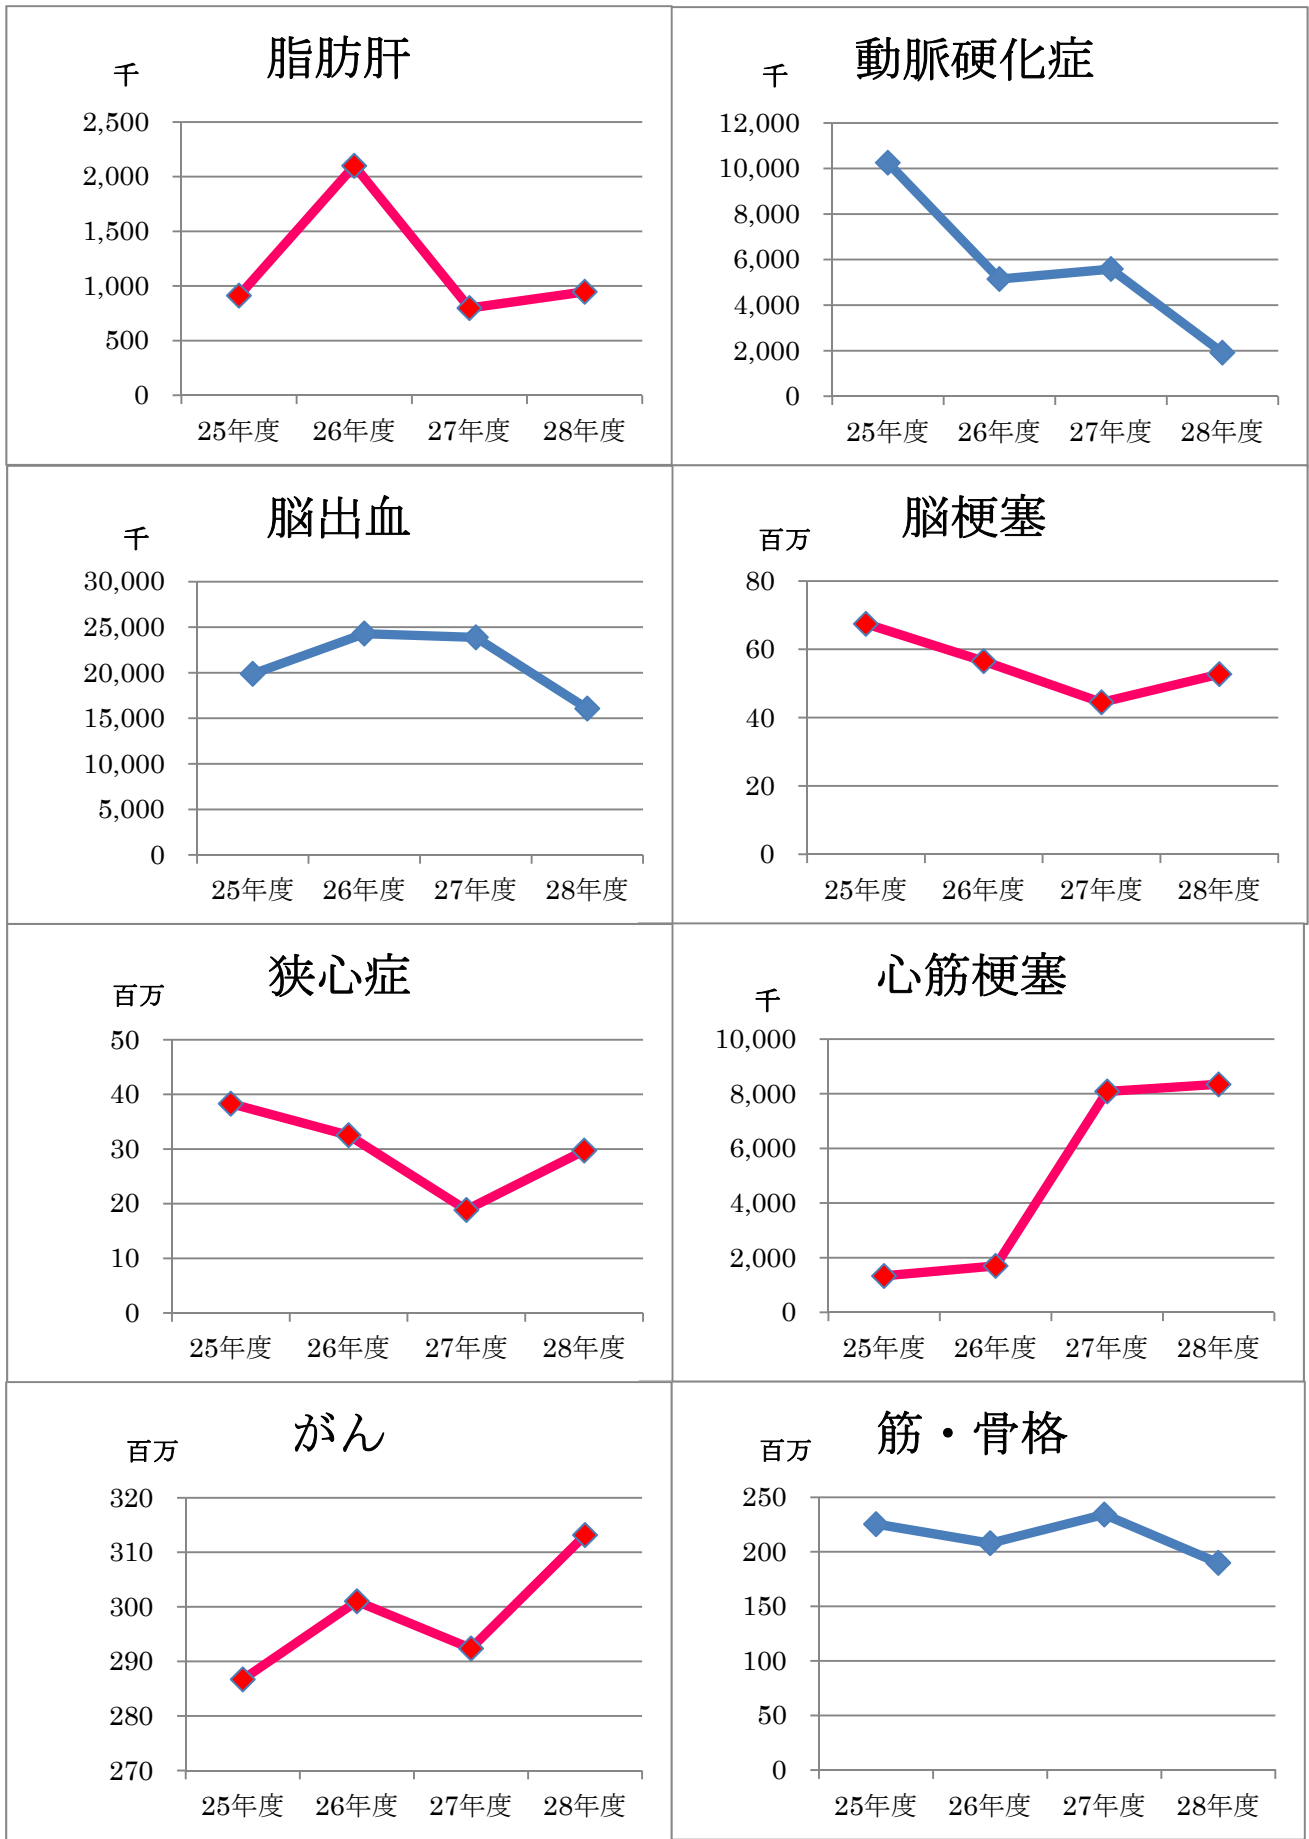 脂肪肝
千
2,500
2,000
1,500
1,000
500
0
25年度 26年度 27年度 28年度
動脈硬化症
千
12,000
10,000
8,000
6,000
4,000
2,000
0
25年度 26年度 27年度 28年度
脳出血
千
30,000
25,000
20,000
15,000
10,000
5,000
0
25年度 26年度 27年度 28年度
脳梗塞
百万
80
60
40
20
0
25年度 26年度 27年度 28年度
狭心症
百万
50
40
30
20
10
0
25年度 26年度 27年度 28年度
心筋梗塞
千
10,000
8,000
6,000
4,000
2,000
0
25年度 26年度 27年度 28年度
がん
百万
320
310
300
290
280
270
25年度 26年度 27年度 28年度
筋・骨格
百万
250
200
150
100
50
0
25年度 26年度 27年度 28年度